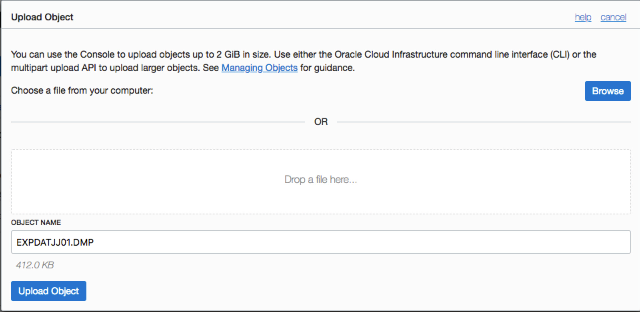 Upload Object
help cancel
You can use the Console to upload objects up to 2 GiB in size. Use either the Oracle Cloud Infrastructure command line interface (CLI) or the
multipart upload API to upload larger objects. See Managing Objects for guidance.
Choose a file from your computer:
Browse
OR
Drop a file here...
OBJECT NAME
EXPDATJJ01.DMP
412.0 KB
Upload Object